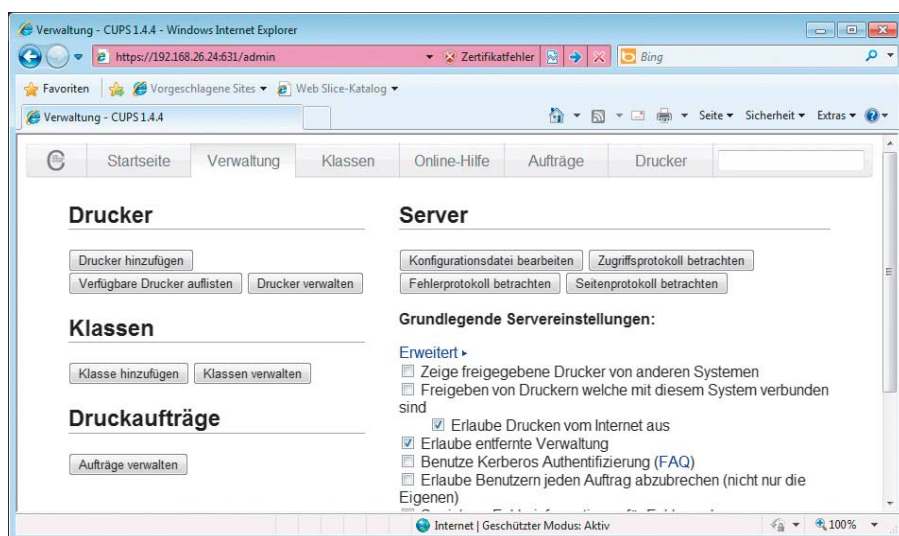 Verwaltung - CUPS 1.4.4 - Windows Internet Explorer
https://192.168.26.24:631/admin
Zertifikatfehler
Bing
Favoriten
Vorgeschlagene Sites
Web Slice-Katalog
Verwaltung - CUPS 1.4.4
Seite
Sicherheit
Extras
Startseite
Verwaltung
Klassen
Online-Hilfe
Aufträge
Drucker
Drucker
Drucker hinzufügen
Verfügbare Drucker auflisten
Drucker verwalten
Klassen
Klasse hinzufügen
Klassen verwalten
Druckaufträge
Aufträge verwalten
Server
Konfigurationsdatei bearbeiten
Zugriffsprotokoll betrachten
Fehlerprotokoll betrachten
Seitenprotokoll betrachten
Grundlegende Servereinstellungen:
Erweitert
Zeige freigegebene Drucker von anderen Systemen
Freigeben von Druckern welche mit diesem System verbunden
sind
Erlaube Drucken vom Internet aus
Erlaube entfernte Verwaltung
Benutze Kerberos Authentifizierung (FAQ)
Erlaube Benutzern jeden Auftrag abzubrechen (nicht nur die
Eigenen)
Internet | Geschützter Modus: Aktiv
100%